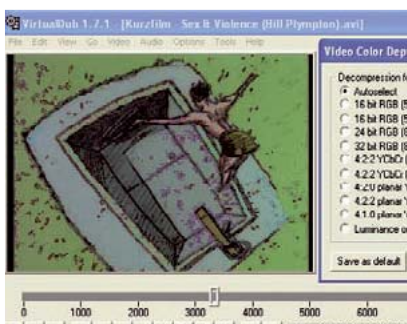 VirtualDub 1.7.1 - [Kurzfilm - Sex & Violence (Hill Plympton).avi]
File Edit View Go Video Audio Options Tools Help
Video Color Dep
Decompression fo
Autoselect
16 bit RGB (5
16 bit RGB (5
24 bit RGB (8
32 bit RGB (8
4:2:2 YCbCr (
4:2:2 YCbCr (
4:2:0 planar Y
4:2:2 planar Y
4:1:0 planar Y
Luminance on
Save as default
0 1000 2000 3000 4000 5000 6000